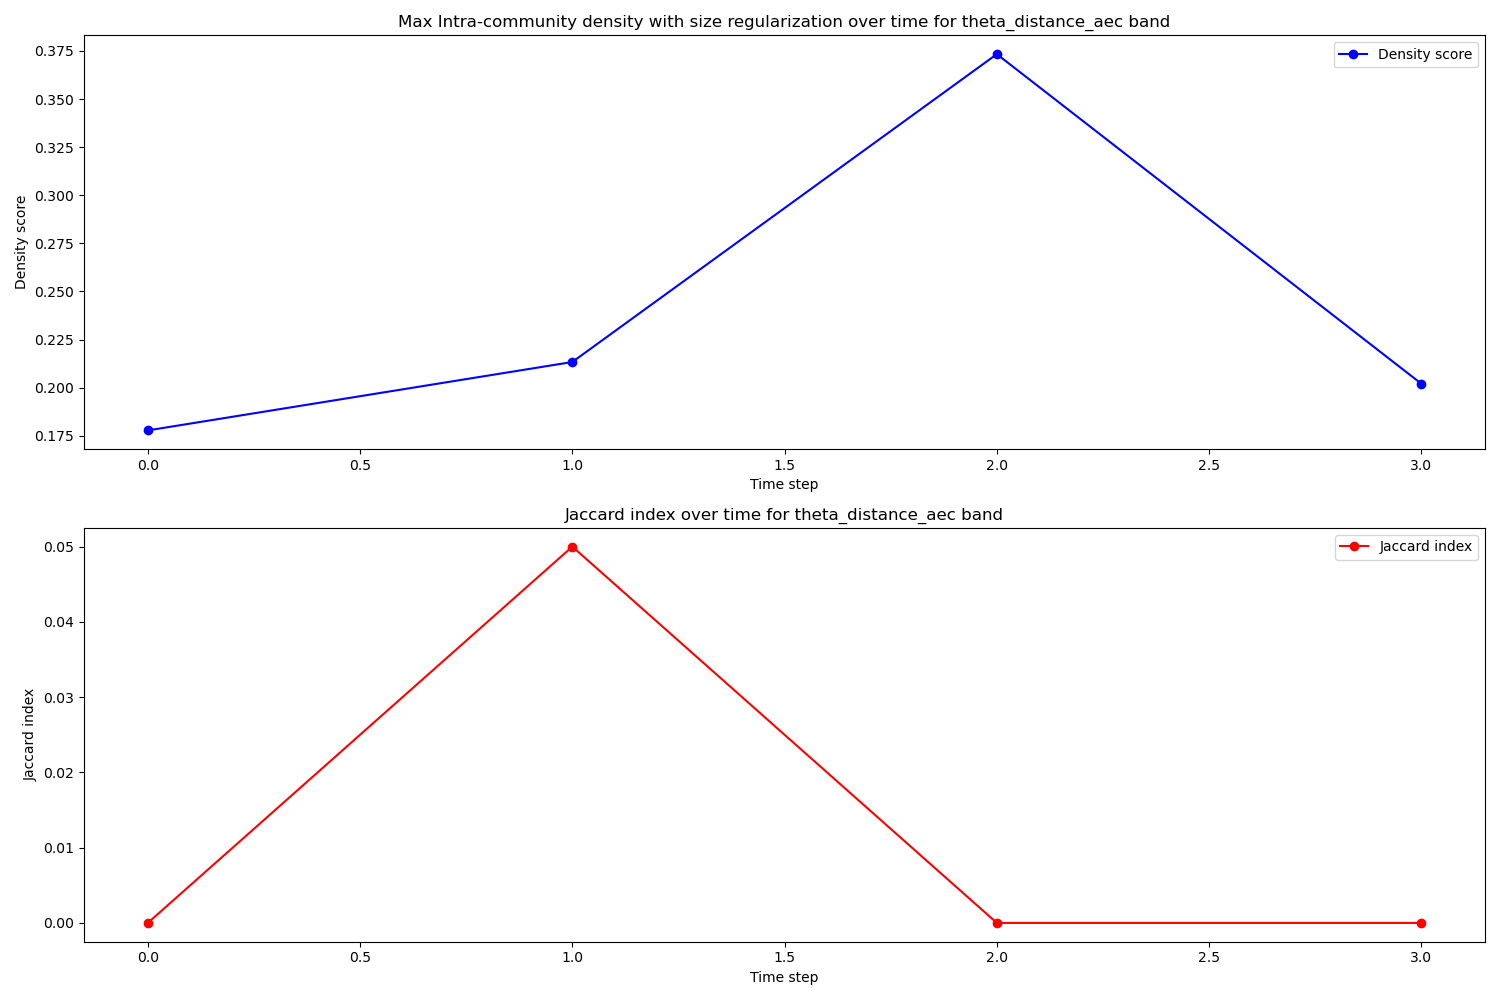 Max Intra-community density with size regularization over time for theta_distance_aec band
Density score
0.375
0.350
0.325
0.300
0.275
0.250
0.225
0.200
0.175
Density score
0.0 0.5 1.0 1.5 2.0 2.5 3.0
Time step
Jaccard index over time for theta_distance_aec band
Jaccard index
0.05
0.04
0.03
0.02
0.01
0.00
Jaccard index
0.0 0.5 1.0 1.5 2.0 2.5 3.0
Time step